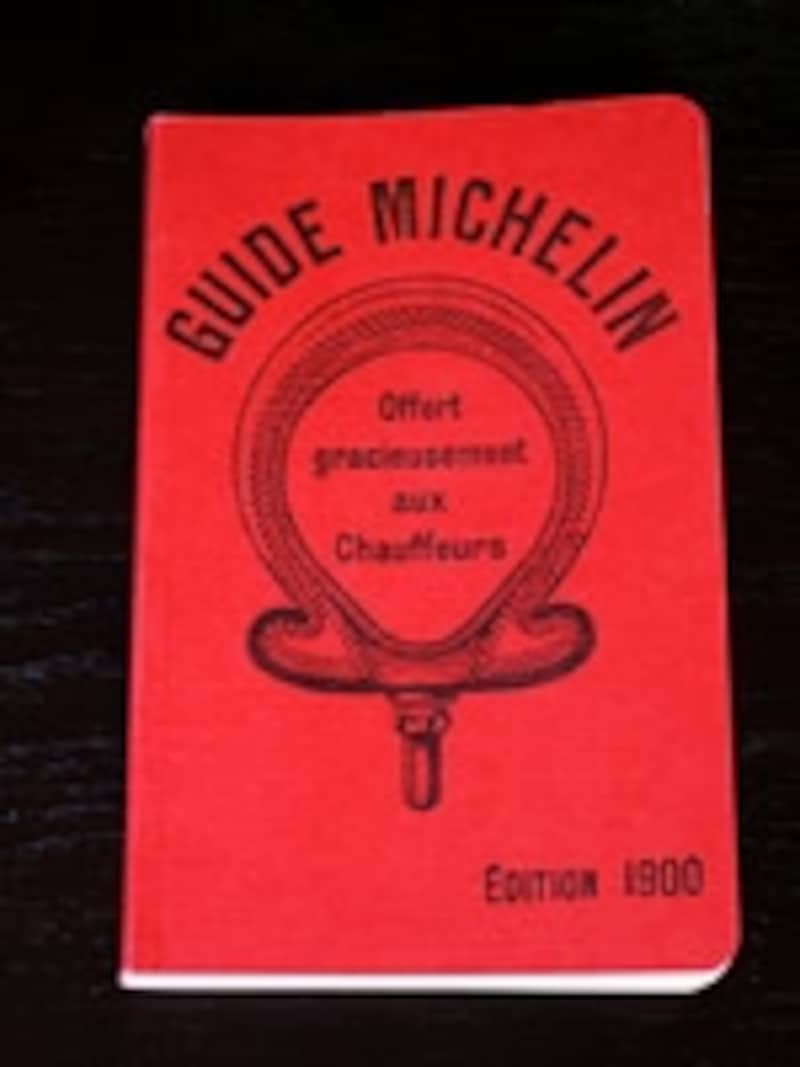 GUIDE MICHELIN
Offert
gracieusement
aux
Chauffeurs
EDITION 1900